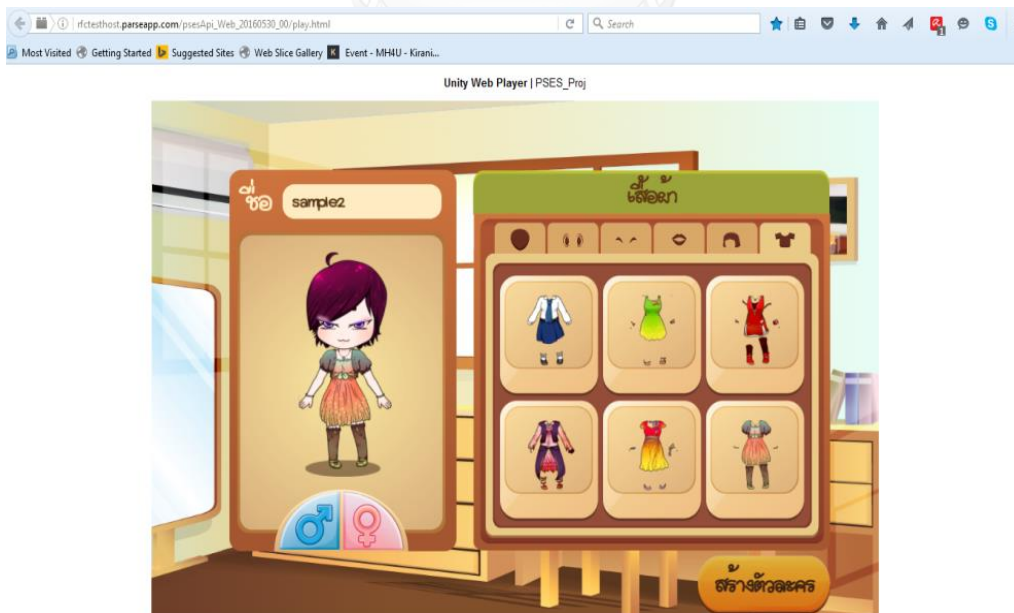 rfctesthost.parseapp.com/psesApi_Web_20160530_00/play.html
Search
1
Most Visited Getting Started Suggested Sites Web Slice Gallery Event - MH4U - Kirani...
Unity Web Player | PSES_Proj
ชื่อ sample2
เสื้อผ้า
สร้างตัวละคร